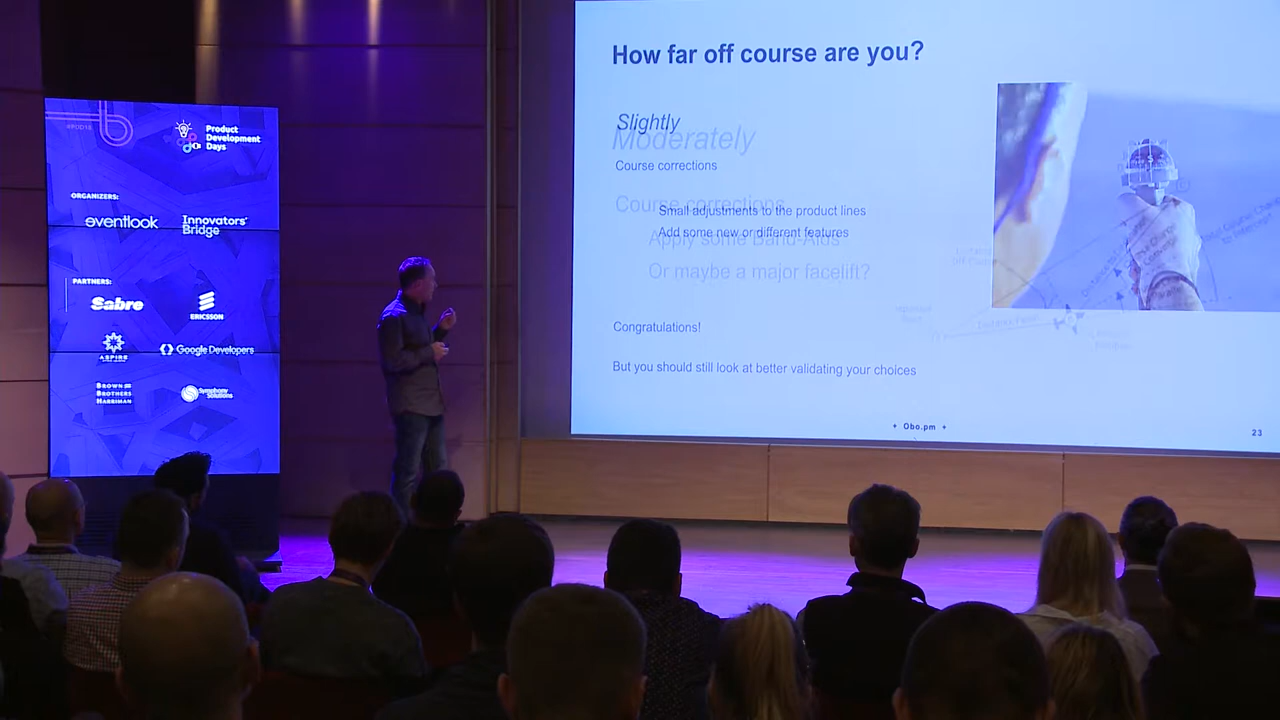 #PDD18
Product
Development
Days
ORGANIZERS:
eventlook
Innovators'
Bridge
PARTNERS:
Sabre
ERICSSON
ASPIRE
Google Developers
BROWN
BROTHERS
HARRIMAN
Symphony
Solutions
How far off course are you?
Slightly
Moderately
Course corrections
Course corrections
Small adjustments to the product lines
Add some new or different features
Apply some Band-Aids
Or maybe a major facelift?
Congratulations!
But you should still look at better validating your choices
+ Obo.pm +
23